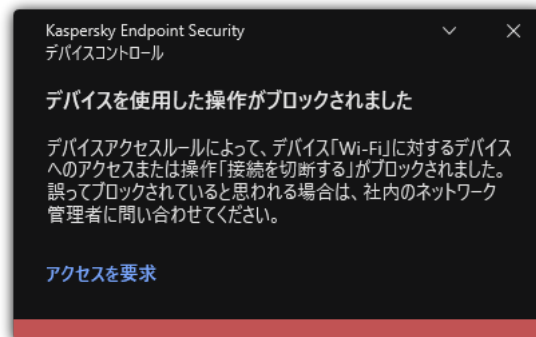 Kaspersky Endpoint Security
デバイスコントロール
デバイスを使用した操作がブロックされました
デバイスアクセスルールによって、デバイス「Wi-Fi」に対するデバイス
へのアクセスまたは操作「接続を切断する」がブロックされました。
誤ってブロックされていると思われる場合は、社内のネットワーク
管理者に問い合わせてください。
アクセスを要求